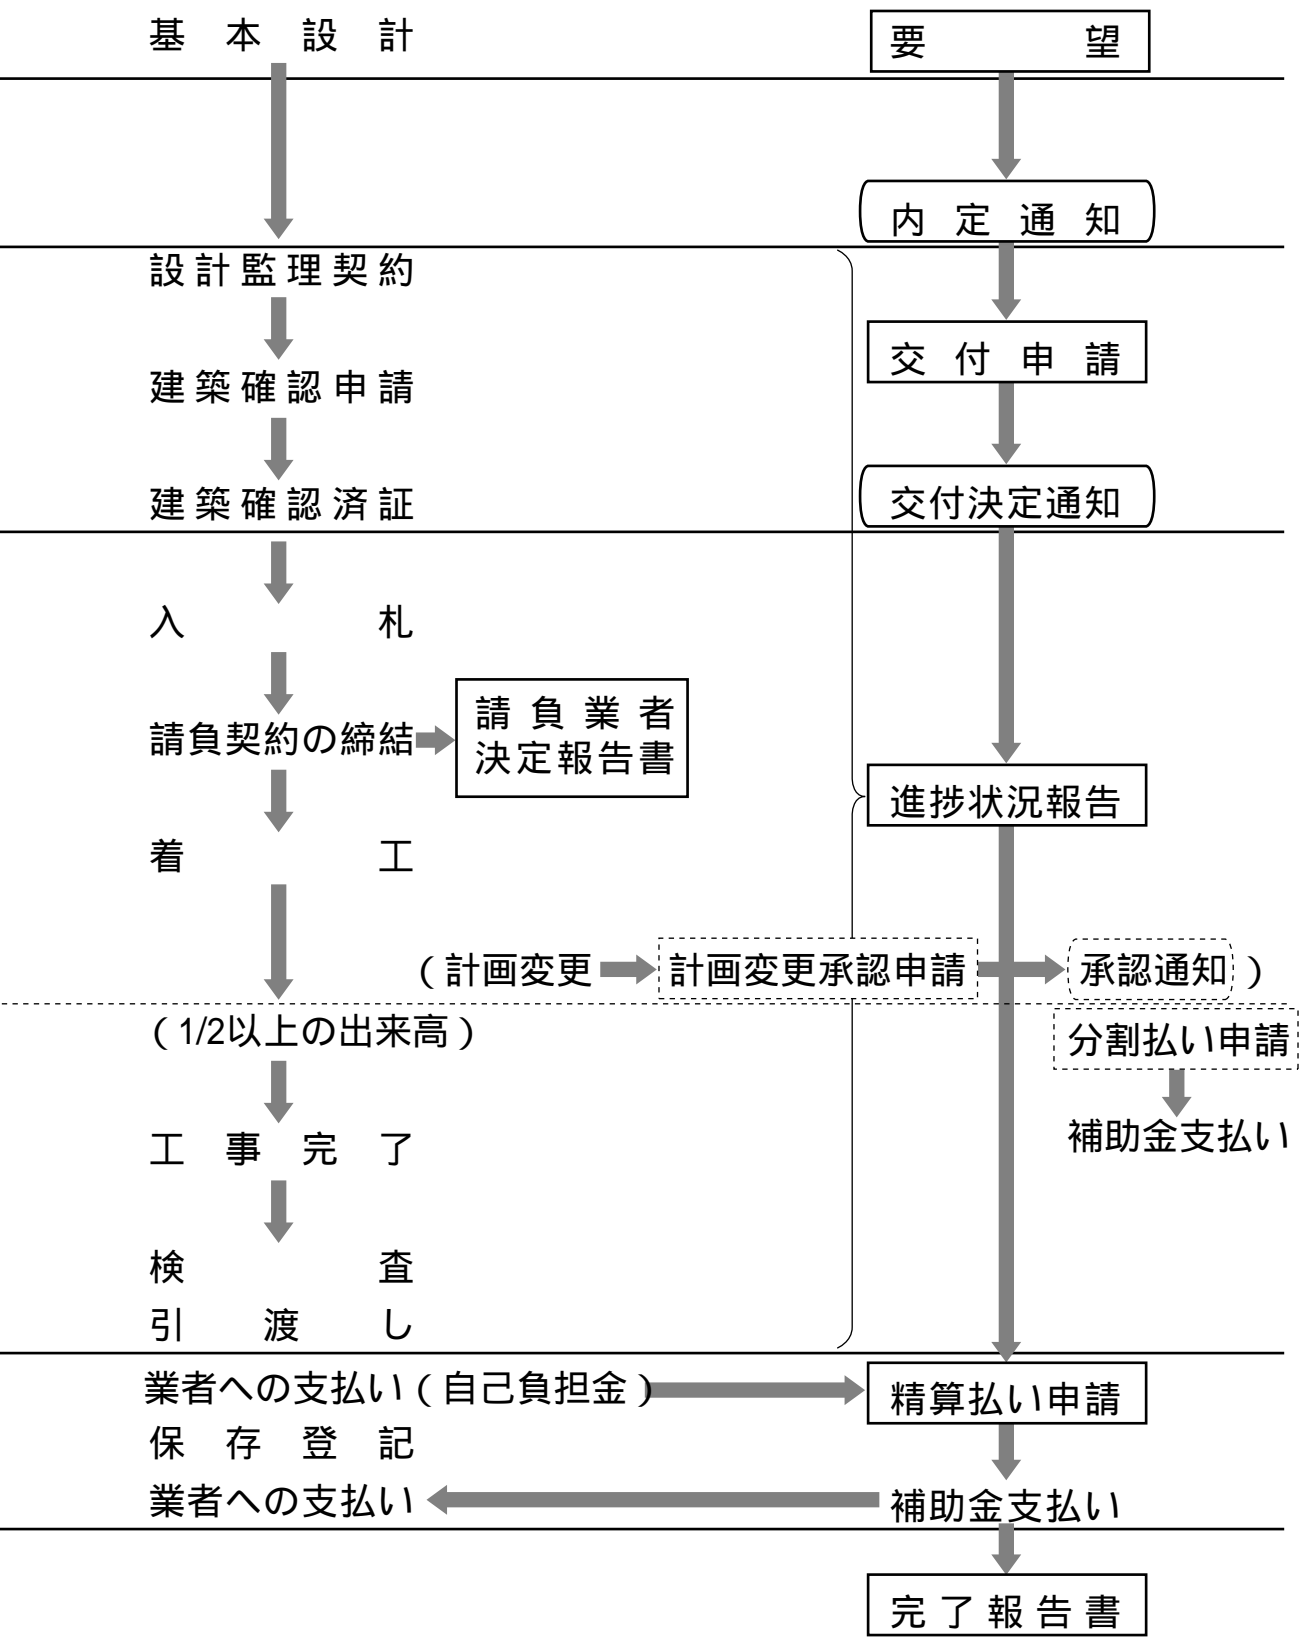 基本設計
要望
内定通知
設計監理契約
交付申請
建築確認申請
建築確認済証
交付決定通知
入札
請負契約の締結
請負業者
決定報告書
進捗状況報告
着工
（計画変更
計画変更承認申請
承認通知）
（1/2以上の出来高）
分割払い申請
補助金支払い
工事完了
検査
引渡し
業者への支払い（自己負担金）
精算払い申請
保存登記
業者への支払い
補助金支払い
完了報告書